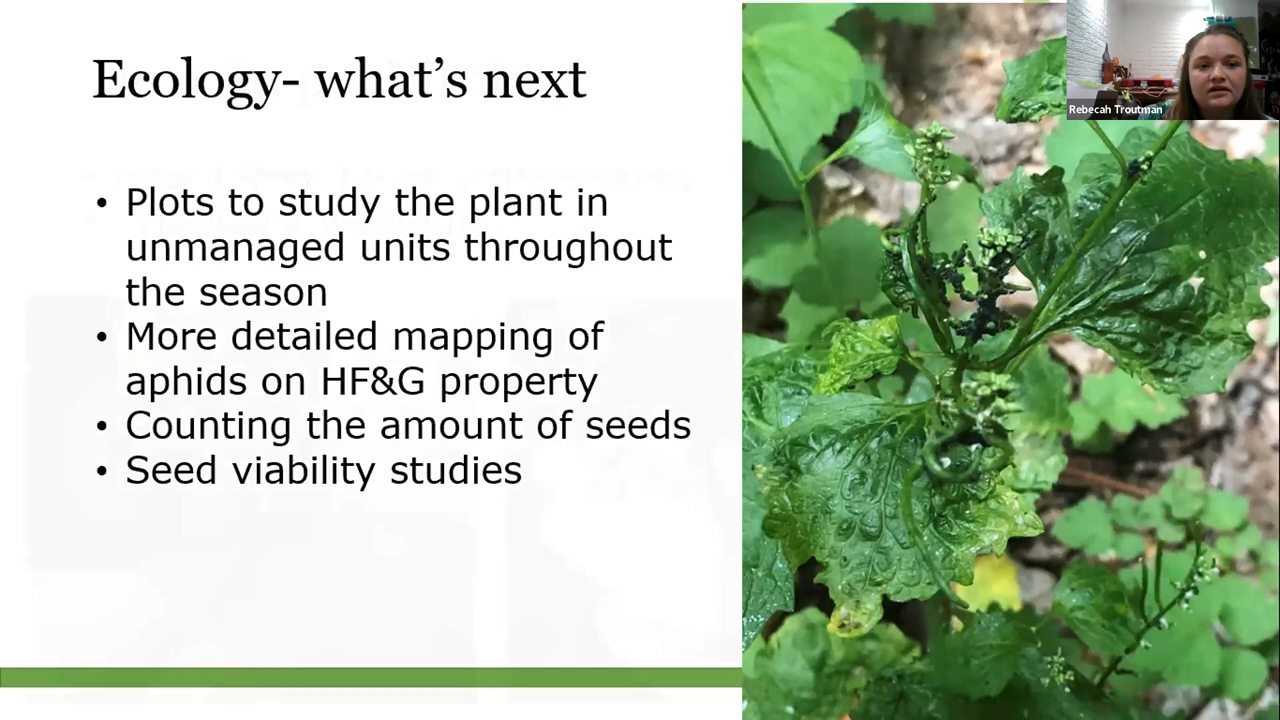 Ecology- what’s next
Rebecah Troutman
• Plots to study the plant in
unmanaged units throughout
the season
• More detailed mapping of
aphids on HF&G property
• Counting the amount of seeds
• Seed viability studies